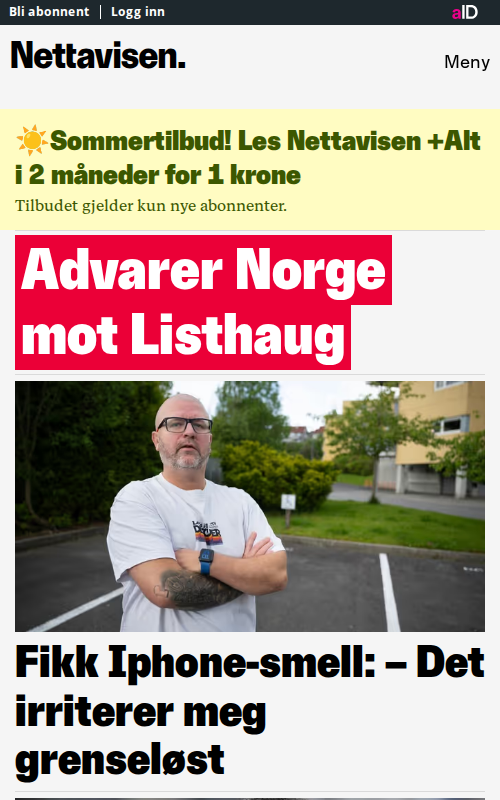 Bli abonnent
Logg inn
aID
Nettavisen.
Meny
☀️Sommertilbud! Les Nettavisen +Alt
i 2 måneder for 1 krone
Tilbudet gjelder kun nye abonnenter.
Advarer Norge
mot Listhaug
Fikk Iphone-smell: – Det
irriterer meg
grenseløst